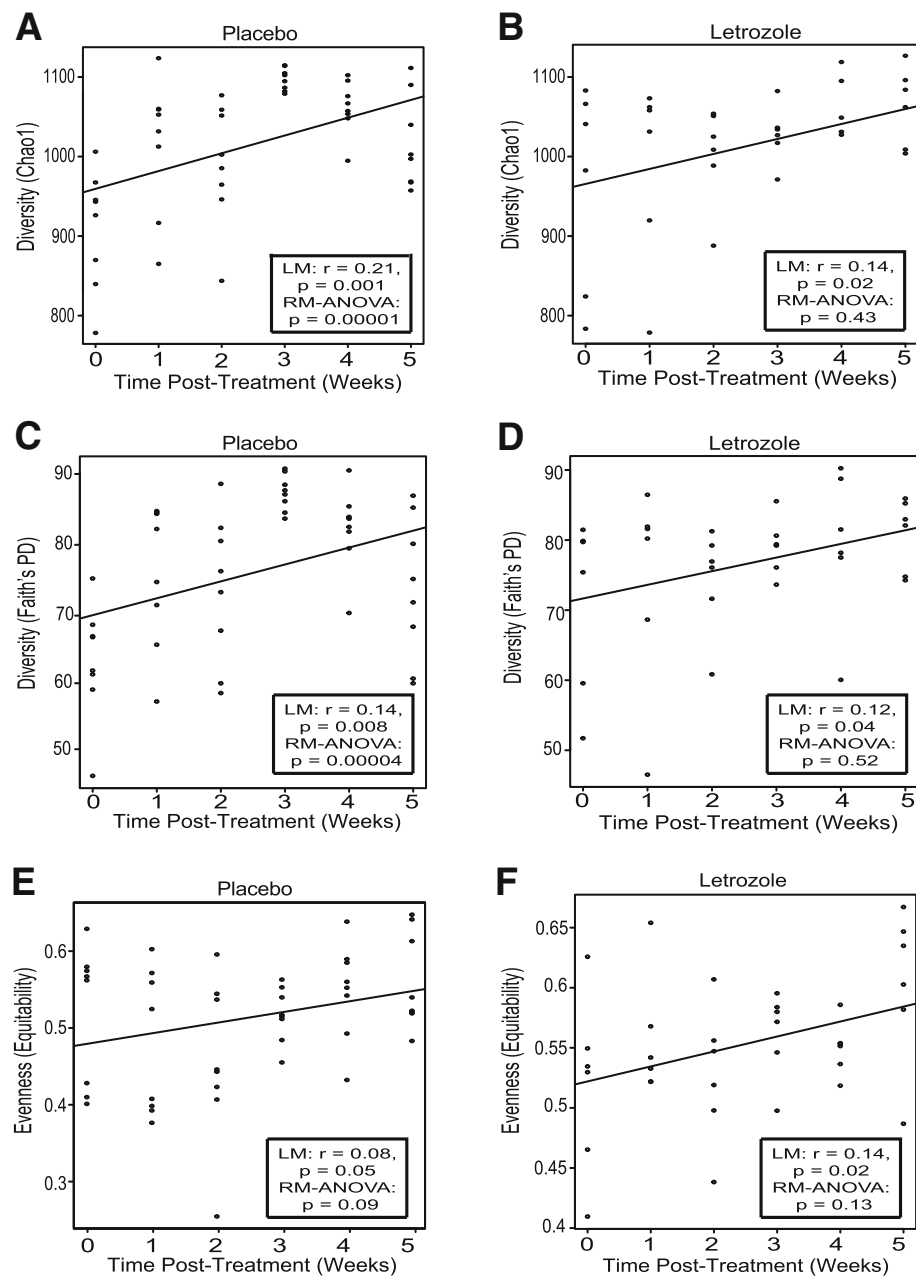 A
Placebo
Diversity (Chao1)
1100
1000
900
800
LM: r = 0.21,
p = 0.001
RM-ANOVA:
p = 0.00001
0 1 2 3 4 5
Time Post-Treatment (Weeks)
B
Letrozole
Diversity (Chao1)
1100
1000
900
800
LM: r = 0.14,
p = 0.02
RM-ANOVA:
p = 0.43
0 1 2 3 4 5
Time Post-Treatment (Weeks)
C
Placebo
Diversity (Faith's PD)
90
80
70
60
50
LM: r = 0.14,
p = 0.008
RM-ANOVA:
p = 0.00004
0 1 2 3 4 5
Time Post-Treatment (Weeks)
D
Letrozole
Diversity (Faith's PD)
90
80
70
60
50
LM: r = 0.12,
p = 0.04
RM-ANOVA:
p = 0.52
0 1 2 3 4 5
Time Post-Treatment (Weeks)
E
Placebo
Evenness (Equitability)
0.6
0.5
0.4
0.3
LM: r = 0.08,
p = 0.05
RM-ANOVA:
p = 0.09
0 1 2 3 4 5
Time Post-Treatment (Weeks)
F
Letrozole
Evenness (Equitability)
0.65
0.6
0.55
0.5
0.45
0.4
LM: r = 0.14,
p = 0.02
RM-ANOVA:
p = 0.13
0 1 2 3 4 5
Time Post-Treatment (Weeks)